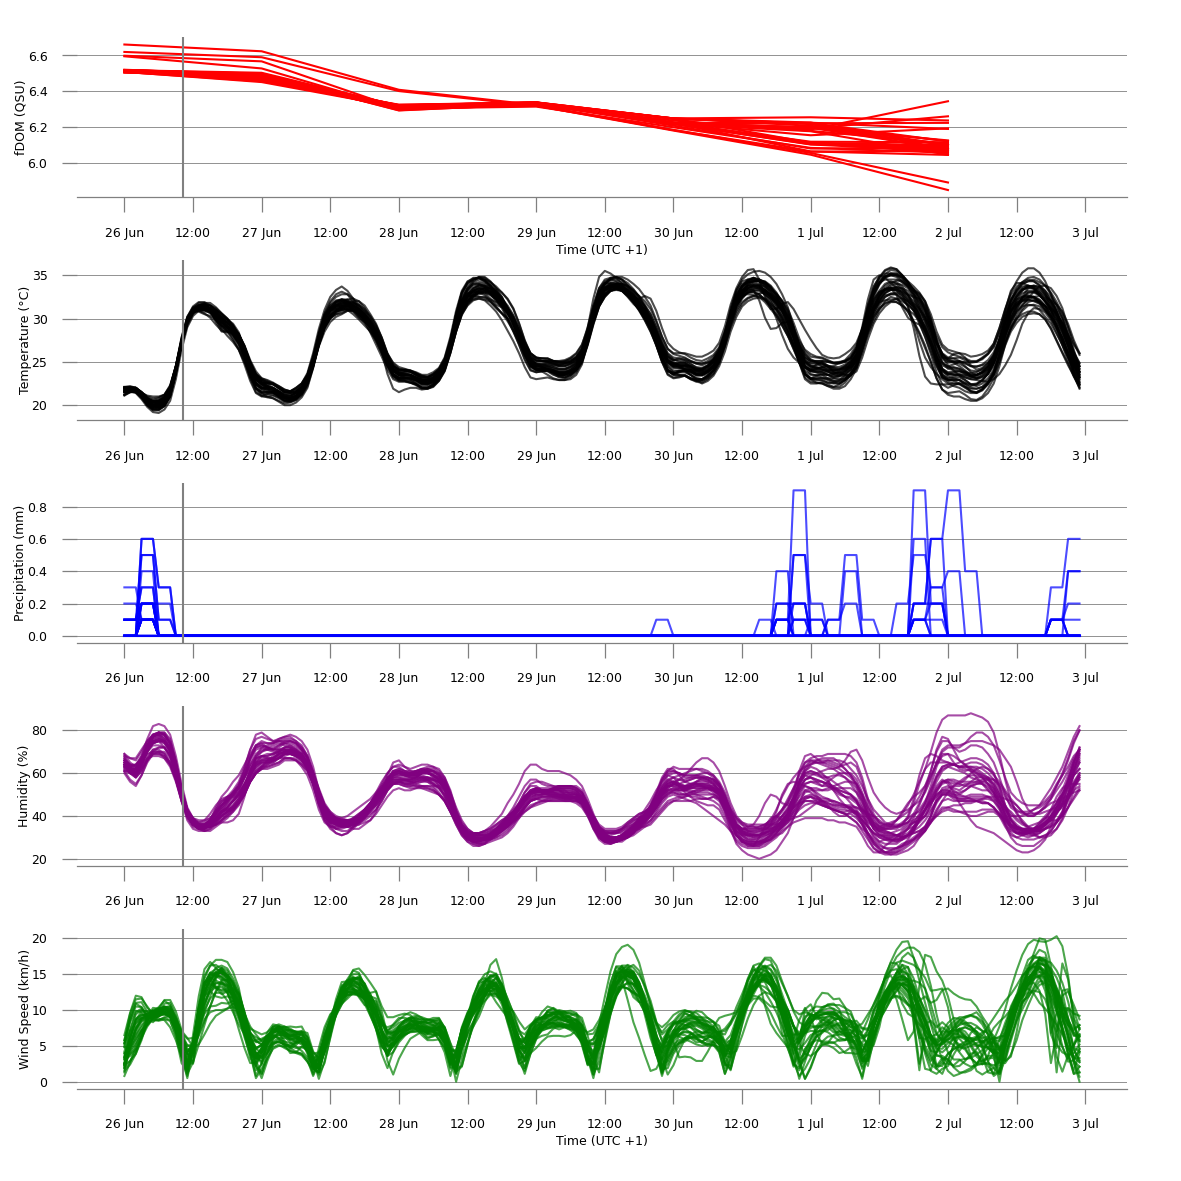 fDOM (QSU)
6.6
6.4
6.2
6.0
26 Jun 12:00 27 Jun 12:00 28 Jun 12:00 29 Jun 12:00 30 Jun 12:00 1 Jul 12:00 2 Jul 12:00 3 Jul
Time (UTC +1)
Temperature (°C)
35
30
25
20
26 Jun 12:00 27 Jun 12:00 28 Jun 12:00 29 Jun 12:00 30 Jun 12:00 1 Jul 12:00 2 Jul 12:00 3 Jul
Precipitation (mm)
0.8
0.6
0.4
0.2
0.0
26 Jun 12:00 27 Jun 12:00 28 Jun 12:00 29 Jun 12:00 30 Jun 12:00 1 Jul 12:00 2 Jul 12:00 3 Jul
Humidity (%)
80
60
40
20
26 Jun 12:00 27 Jun 12:00 28 Jun 12:00 29 Jun 12:00 30 Jun 12:00 1 Jul 12:00 2 Jul 12:00 3 Jul
Wind Speed (km/h)
20
15
10
5
0
26 Jun 12:00 27 Jun 12:00 28 Jun 12:00 29 Jun 12:00 30 Jun 12:00 1 Jul 12:00 2 Jul 12:00 3 Jul
Time (UTC +1)